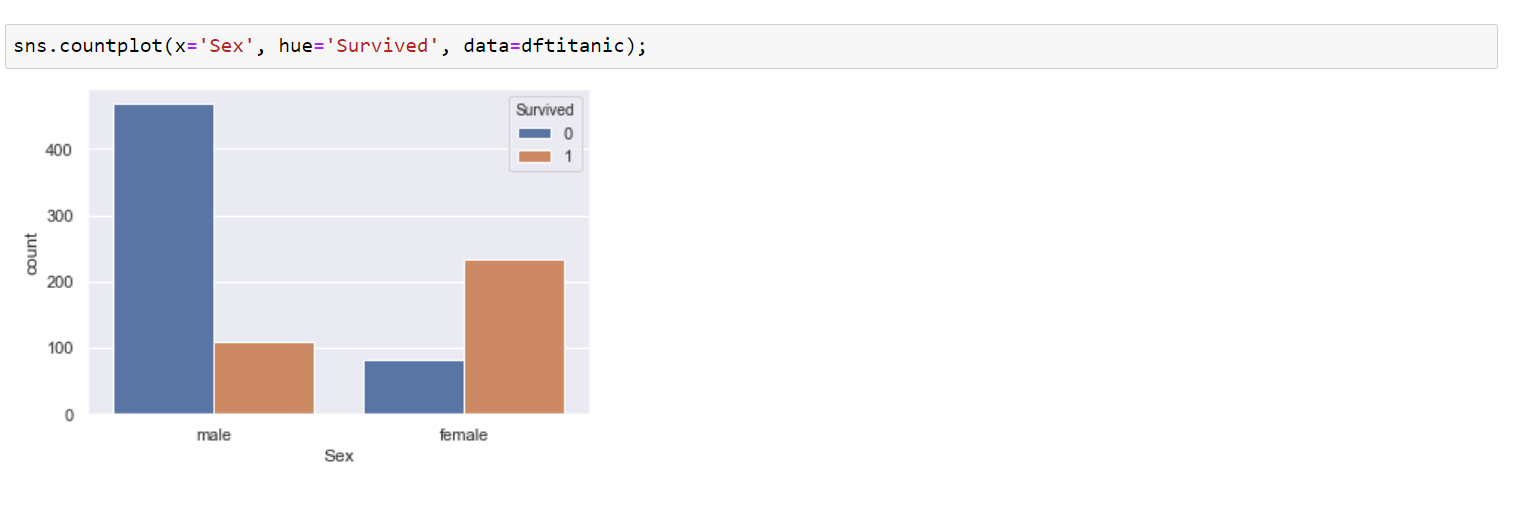 sns.countplot(x='Sex', hue='Survived', data=dftitanic);
Survived
0
1
400
300
200
100
0
count
male female
Sex